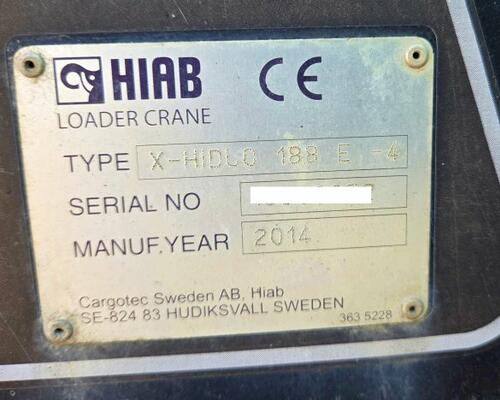 HIAB CE
LOADER CRANE
TYPE X-HIDUO 188 E -4
SERIAL NO
MANUF.YEAR 2014
Cargotec Sweden AB, Hiab
SE-824 83 HUDIKSVALL SWEDEN
363 5228